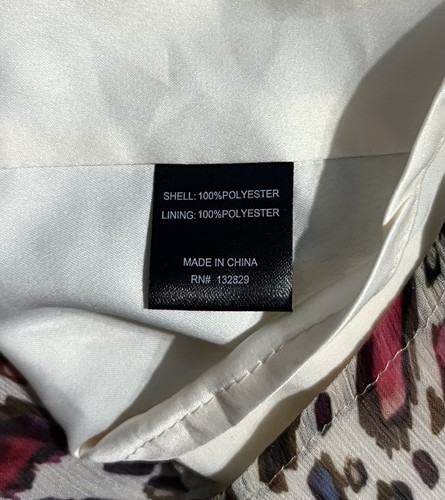 SHELL: 100%POLYESTER
LINING: 100%POLYESTER
MADE IN CHINA
RN# 132829